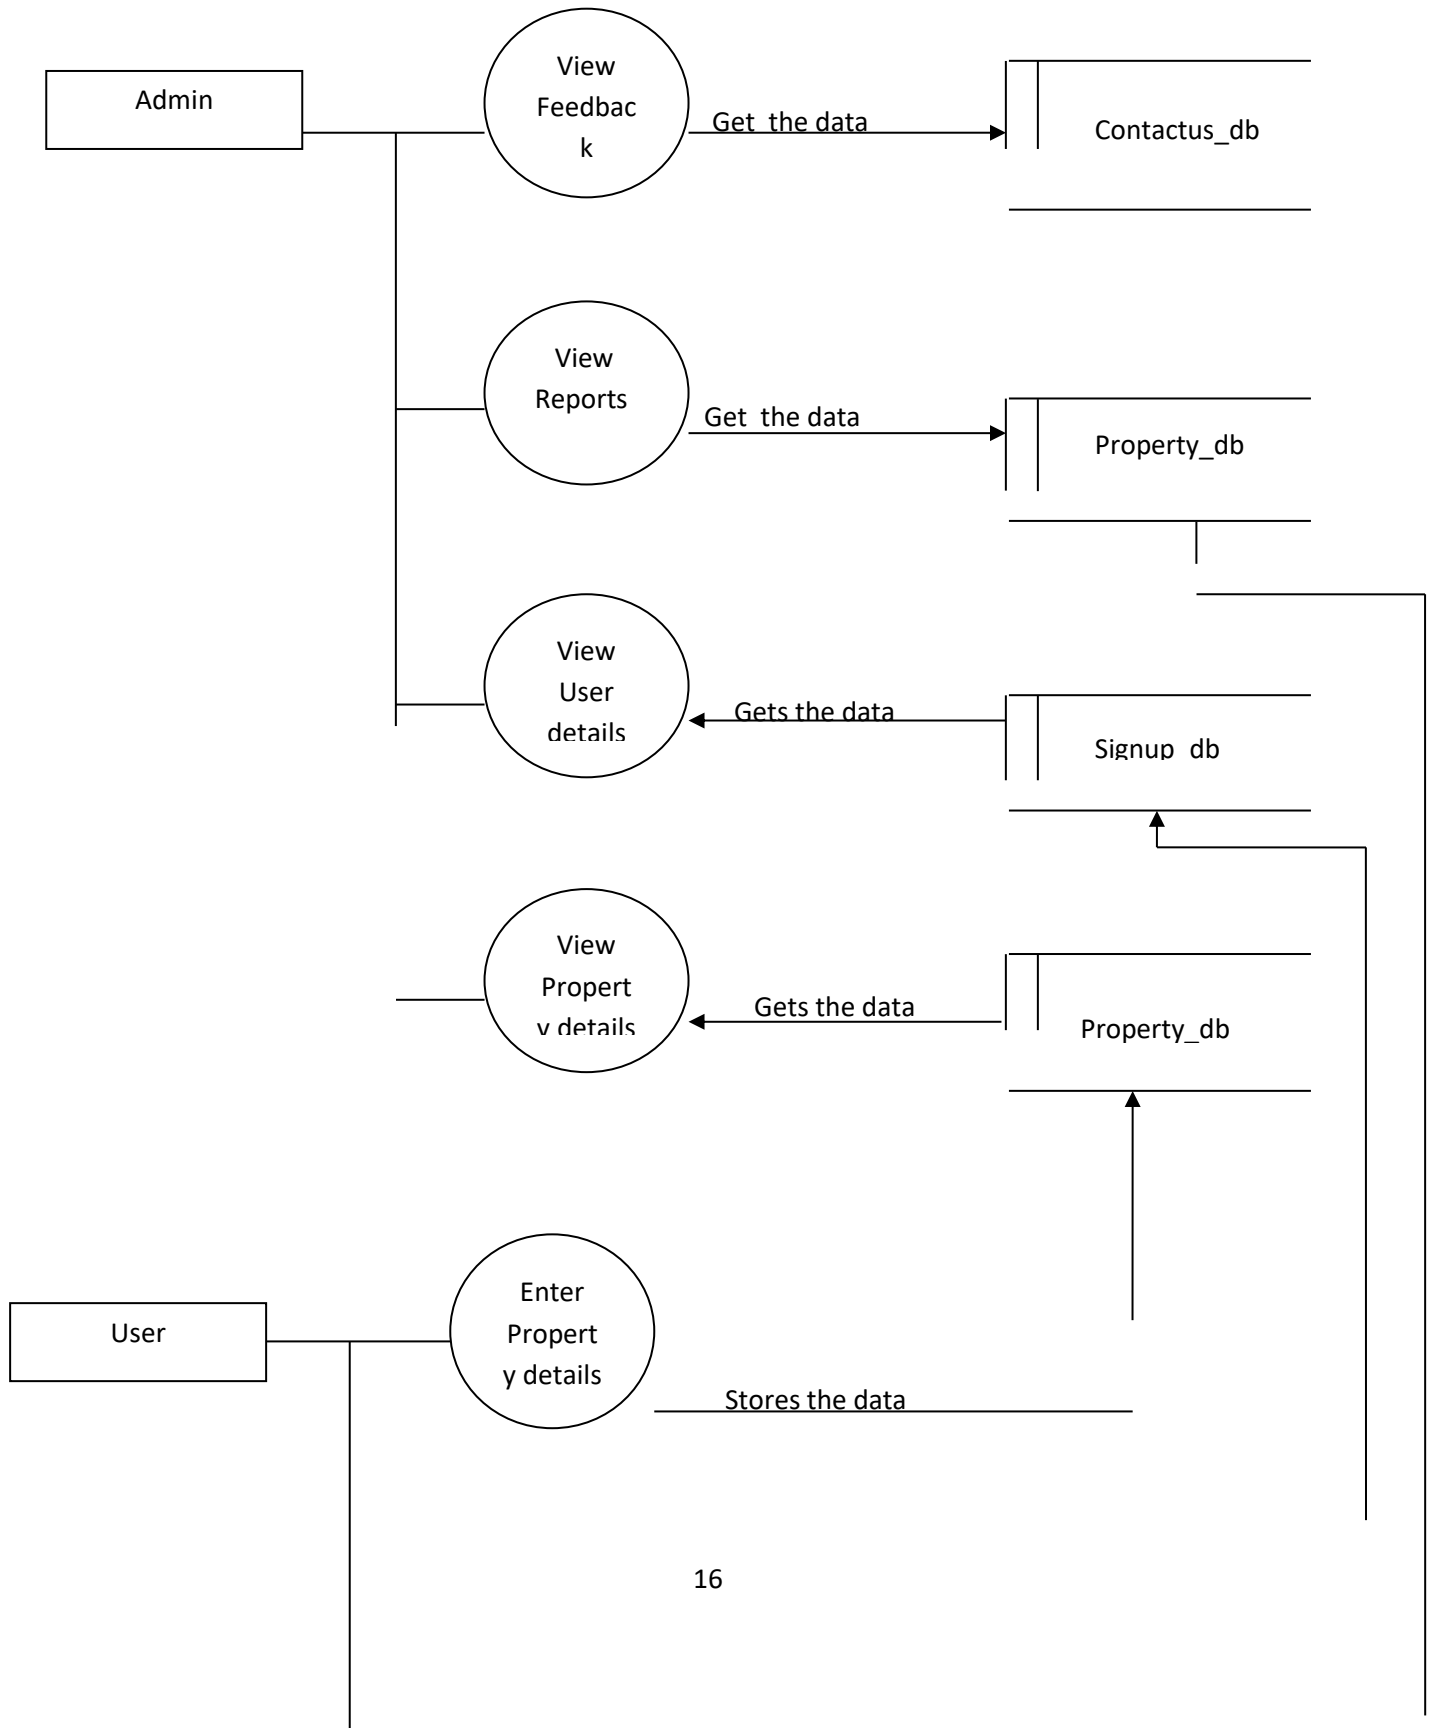 Admin
View
Feedbac
k
Get  the data
Contactus_db
View
Reports
Get  the data
Property_db
View
User
details
Gets the data
Signup_db
View
Propert
y details
Gets the data
Property_db
User
Enter
Propert
y details
Stores the data
16